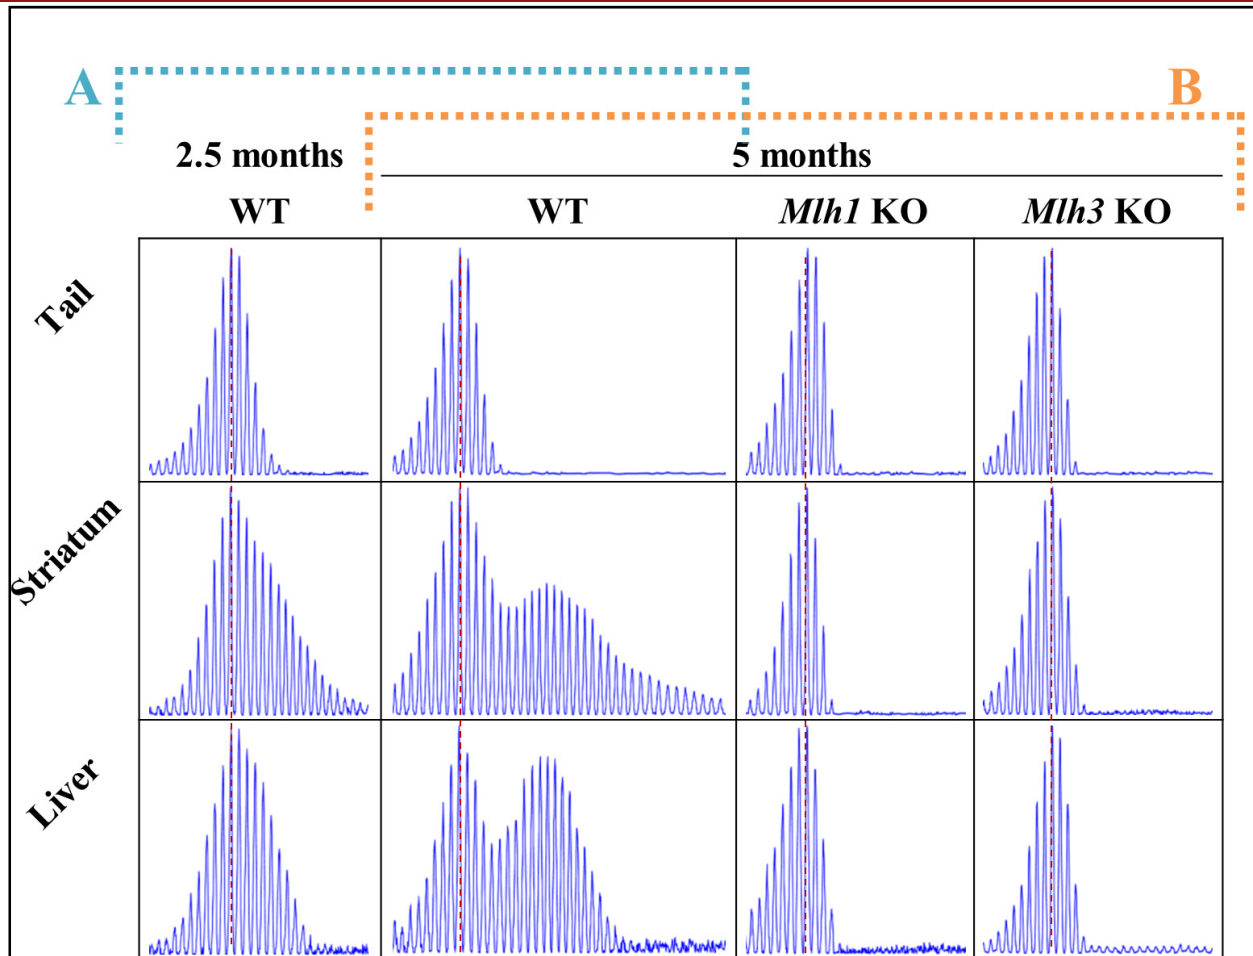 A
B
2.5 months
5 months
WT
WT
Mlh1 KO
Mlh3 KO
Tail
Striatum
Liver